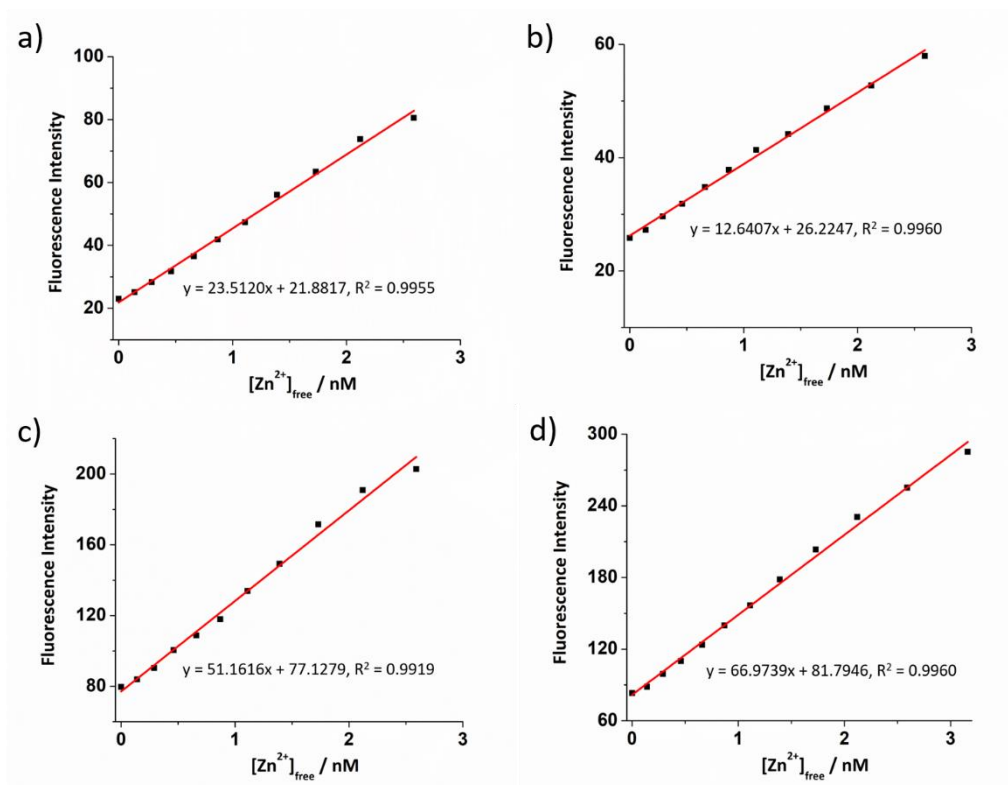 a)
100
80
60
40
20
Fluorescence Intensity
y = 23.5120x + 21.8817, R² = 0.9955
0 1 2 3
[Zn²⁺]free / nM
b)
60
40
20
Fluorescence Intensity
y = 12.6407x + 26.2247, R² = 0.9960
0 1 2 3
[Zn²⁺]free / nM
c)
200
160
120
80
Fluorescence Intensity
y = 51.1616x + 77.1279, R² = 0.9919
0 1 2 3
[Zn²⁺]free / nM
d)
300
240
180
120
60
Fluorescence Intensity
y = 66.9739x + 81.7946, R² = 0.9960
0 1 2 3
[Zn²⁺]free / nM